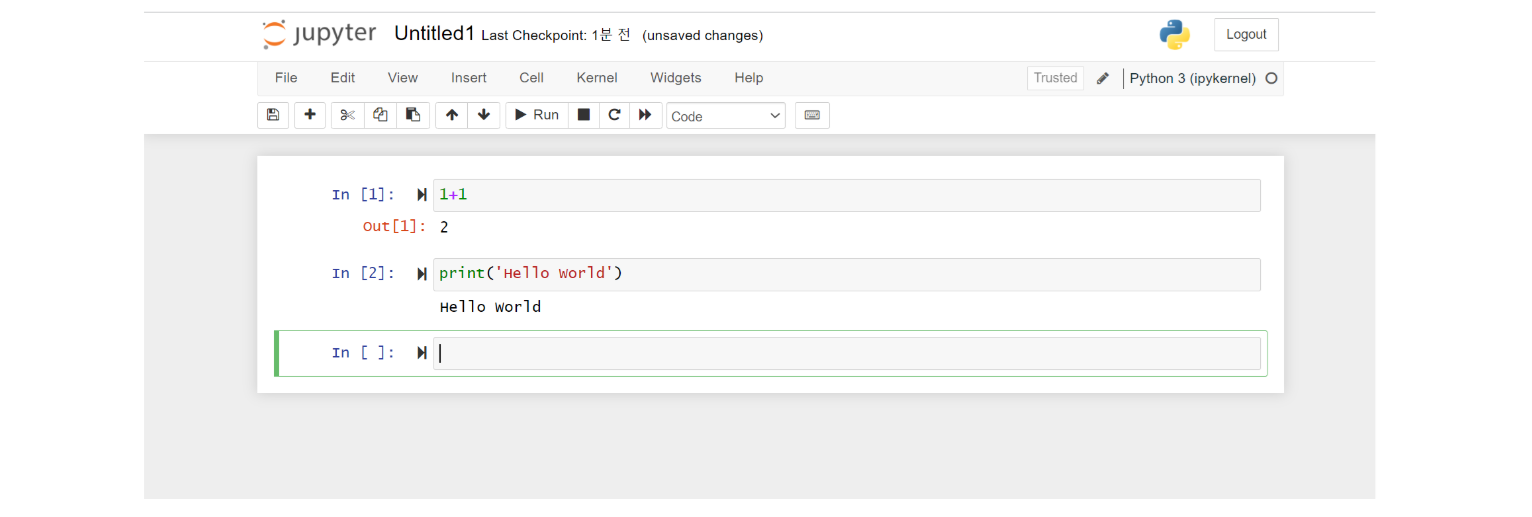 jupyter Untitled1 Last Checkpoint: 1분 전 (unsaved changes) Logout
File Edit View Insert Cell Kernel Widgets Help Trusted Python 3 (ipykernel)
Run Code
In [1]: 1+1
Out[1]: 2
In [2]: print('Hello World')
Hello World
In [ ]: